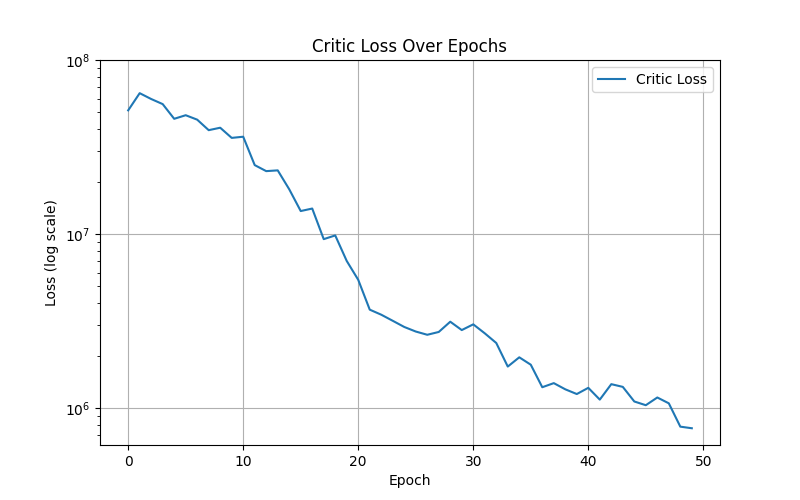 Critic Loss Over Epochs
Critic Loss
10⁸
10⁷
10⁶
Loss (log scale)
0 10 20 30 40 50
Epoch